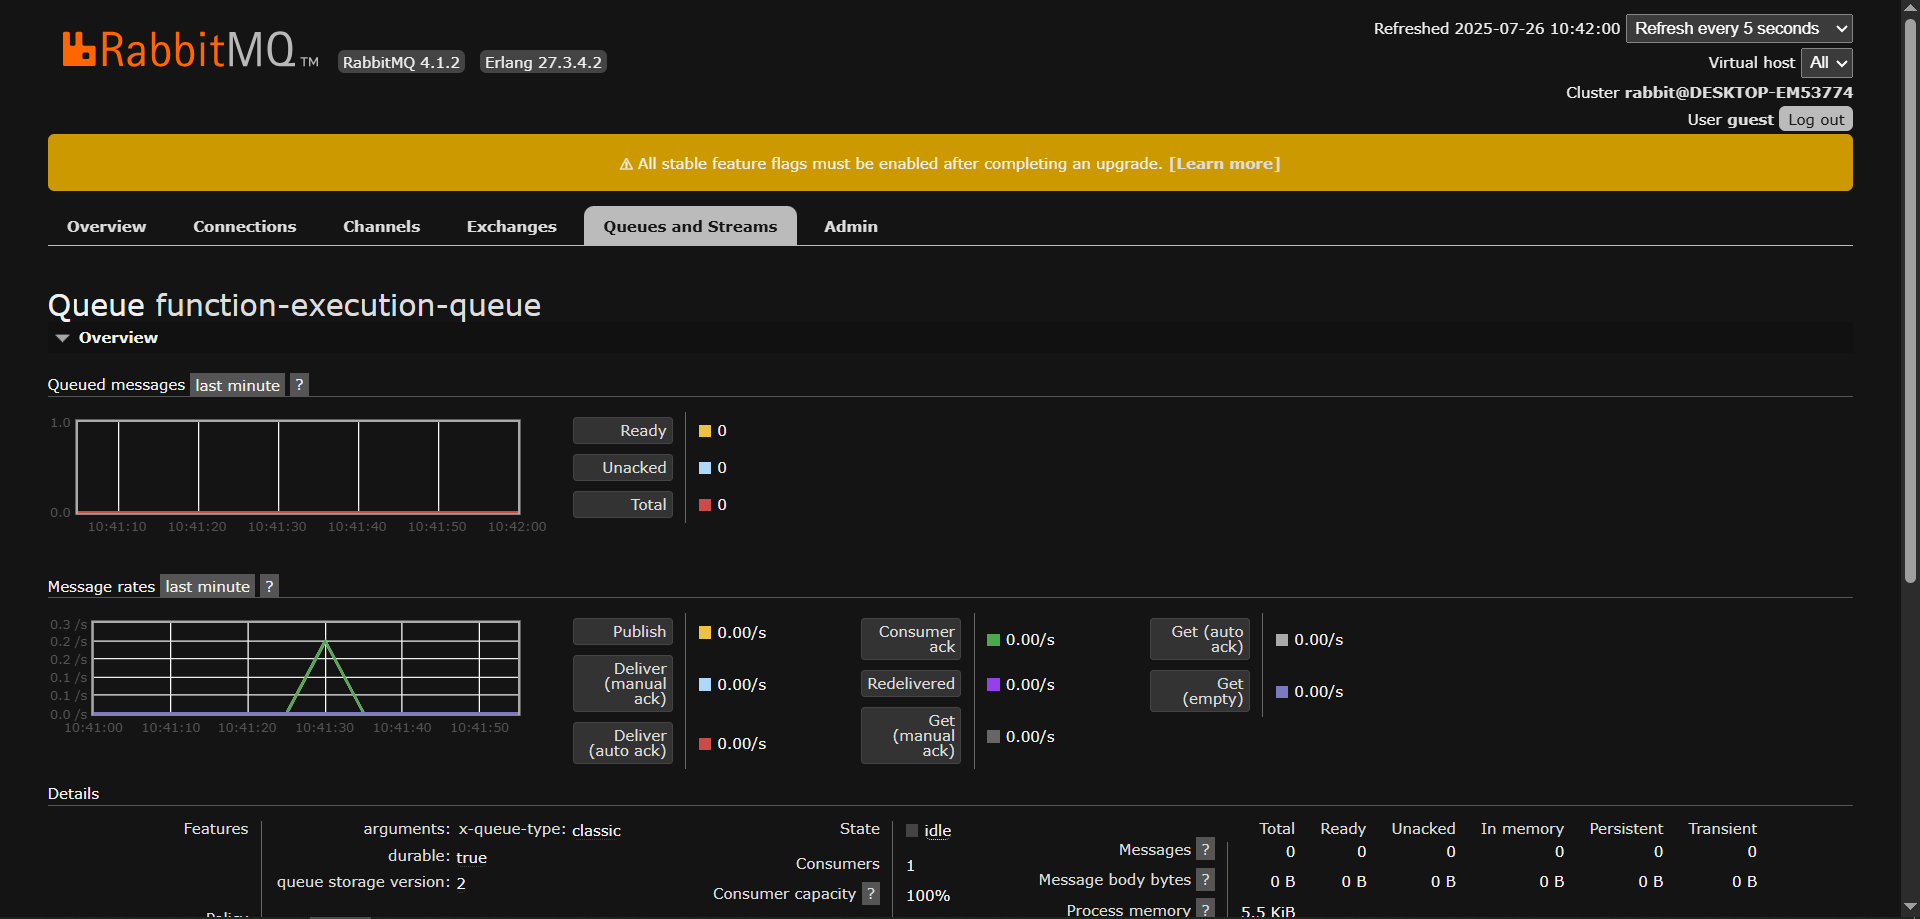 RabbitMQ TM RabbitMQ 4.1.2 Erlang 27.3.4.2
Refreshed 2025-07-26 10:42:00 Refresh every 5 seconds
Virtual host All
Cluster rabbit@DESKTOP-EM53774
User guest Log out
⚠ All stable feature flags must be enabled after completing an upgrade. [Learn more]
Overview Connections Channels Exchanges Queues and Streams Admin
Queue function-execution-queue
Overview
Queued messages last minute ?
1.0
0.0
10:41:10 10:41:20 10:41:30 10:41:40 10:41:50 10:42:00
Ready 0
Unacked 0
Total 0
Message rates last minute ?
0.3 /s
0.2 /s
0.2 /s
0.1 /s
0.1 /s
0.0 /s
10:41:00 10:41:10 10:41:20 10:41:30 10:41:40 10:41:50
Publish 0.00/s
Deliver
(manual 0.00/s
ack)
Deliver
(auto ack) 0.00/s
Consumer
ack 0.00/s
Redelivered 0.00/s
Get
(manual 0.00/s
ack)
Get (auto
ack) 0.00/s
Get
(empty) 0.00/s
Details
Features
arguments: x-queue-type: classic
durable: true
queue storage version: 2
Policy
State idle
Consumers 1
Consumer capacity ? 100%
Total Ready Unacked In memory Persistent Transient
Messages ? 0 0 0 0 0 0
Message body bytes ? 0 B 0 B 0 B 0 B 0 B 0 B
Process memory ? 5.5 KiB